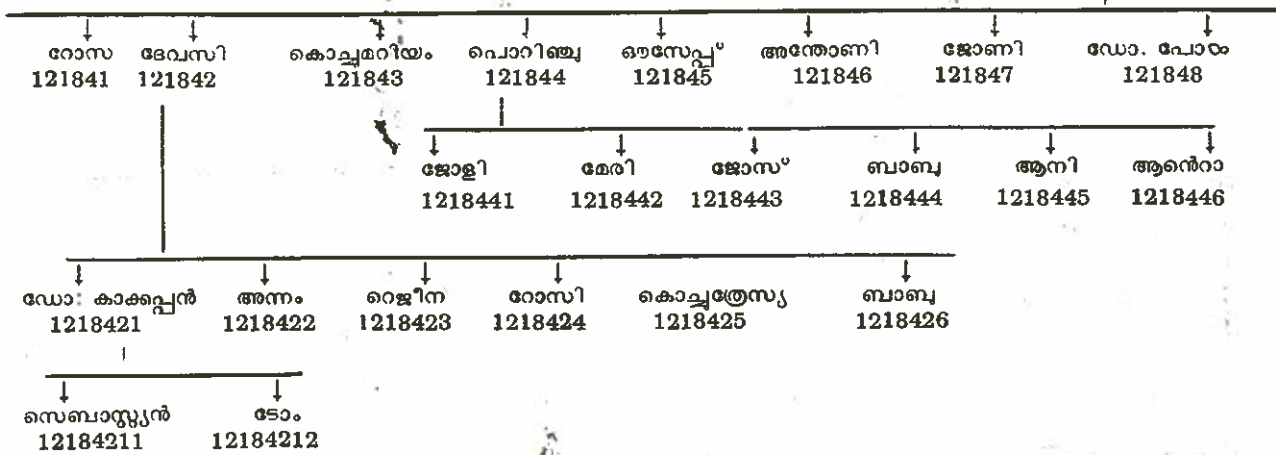 റോസ ദേവസി കൊച്ചുമറിയം പൊറിഞ്ചു ഔസേപ്പ് അന്തോണി ജോണി ഡോ. പോൾ
121841 121842 121843 121844 121845 121846 121847 121848
ജോളി മേരി ജോസ് ബാബു ആനി ആന്റൊ
1218441 1218442 1218443 1218444 1218445 1218446
ഡോ: കാക്കപ്പൻ അന്നം റെജീന റോസി കൊച്ചുത്രേസ്യ ബാബു
1218421 1218422 1218423 1218424 1218425 1218426
സെബാസ്റ്റ്യൻ ടോം
12184211 12184212